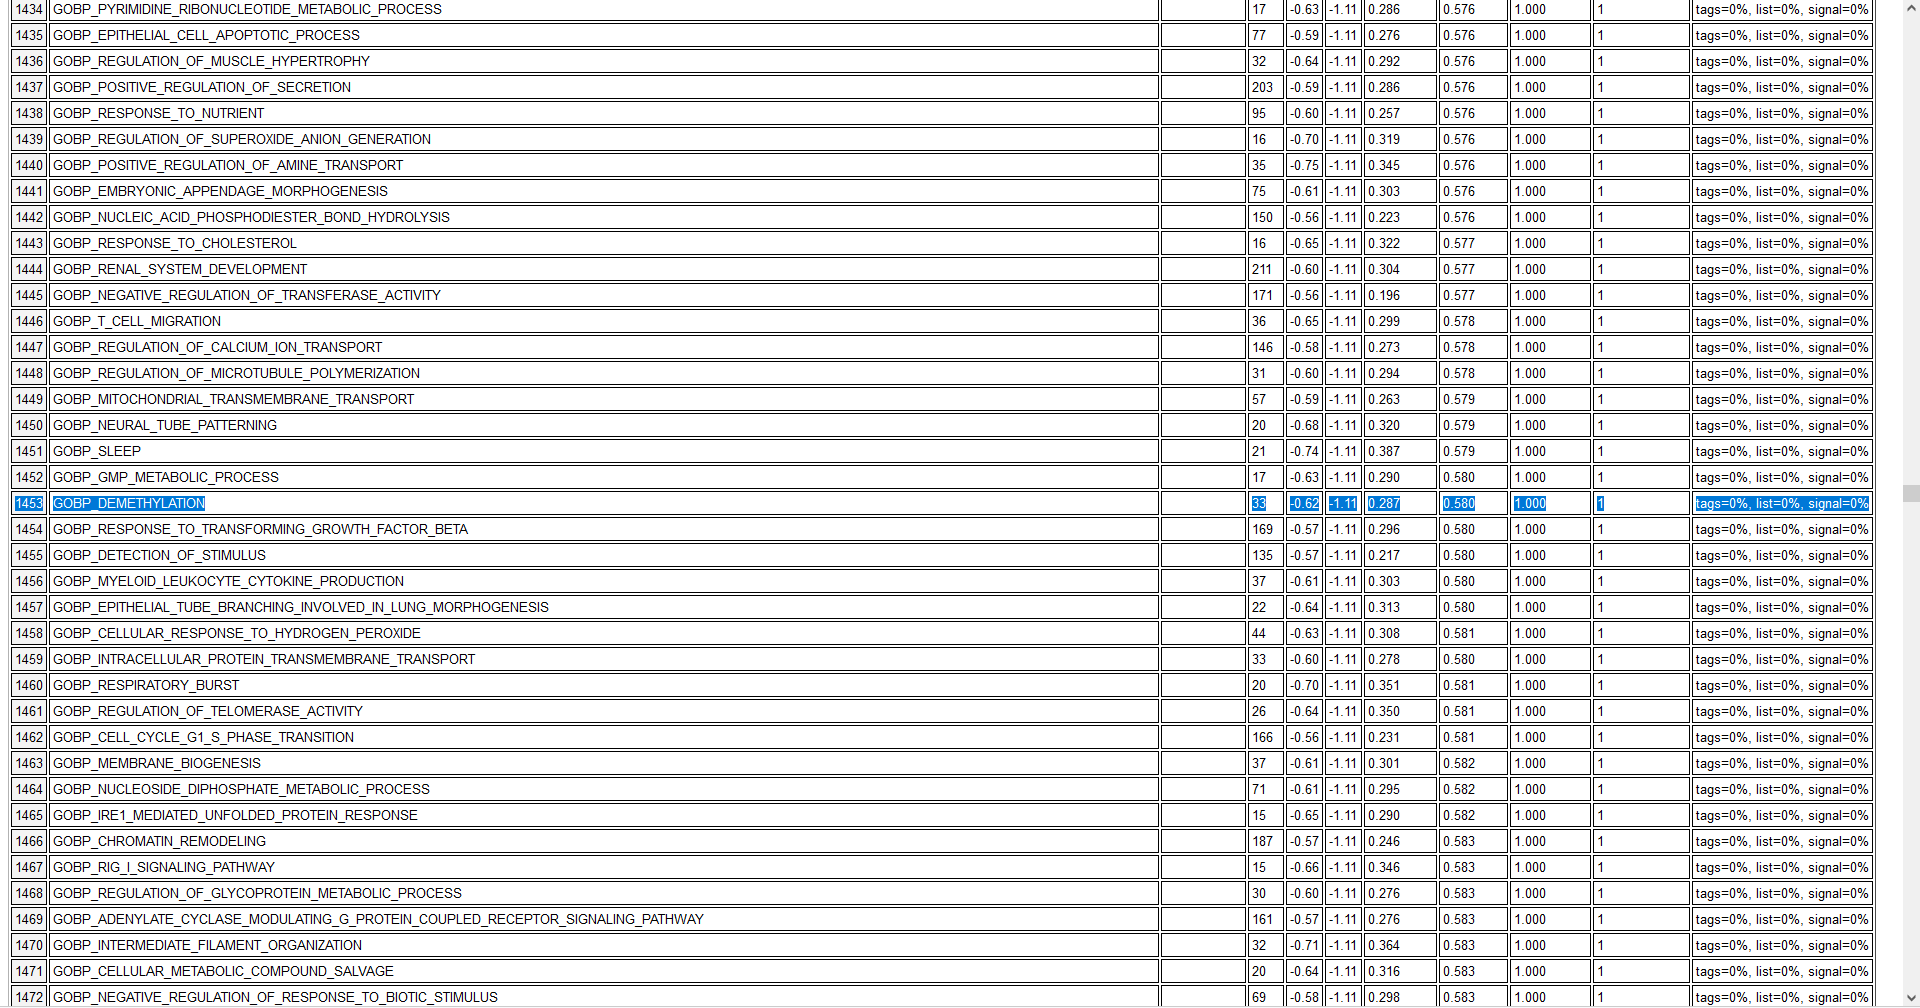 1434 GOBP_PYRIMIDINE_RIBONUCLEOTIDE_METABOLIC_PROCESS 17 -0.63 -1.11 0.286 0.576 1.000 1 tags=0%, list=0%, signal=0%
1435 GOBP_EPITHELIAL_CELL_APOPTOTIC_PROCESS 77 -0.59 -1.11 0.276 0.576 1.000 1 tags=0%, list=0%, signal=0%
1436 GOBP_REGULATION_OF_MUSCLE_HYPERTROPHY 32 -0.64 -1.11 0.292 0.576 1.000 1 tags=0%, list=0%, signal=0%
1437 GOBP_POSITIVE_REGULATION_OF_SECRETION 203 -0.59 -1.11 0.286 0.576 1.000 1 tags=0%, list=0%, signal=0%
1438 GOBP_RESPONSE_TO_NUTRIENT 95 -0.60 -1.11 0.257 0.576 1.000 1 tags=0%, list=0%, signal=0%
1439 GOBP_REGULATION_OF_SUPEROXIDE_ANION_GENERATION 16 -0.70 -1.11 0.319 0.576 1.000 1 tags=0%, list=0%, signal=0%
1440 GOBP_POSITIVE_REGULATION_OF_AMINE_TRANSPORT 35 -0.75 -1.11 0.345 0.576 1.000 1 tags=0%, list=0%, signal=0%
1441 GOBP_EMBRYONIC_APPENDAGE_MORPHOGENESIS 75 -0.61 -1.11 0.303 0.576 1.000 1 tags=0%, list=0%, signal=0%
1442 GOBP_NUCLEIC_ACID_PHOSPHODIESTER_BOND_HYDROLYSIS 150 -0.56 -1.11 0.223 0.576 1.000 1 tags=0%, list=0%, signal=0%
1443 GOBP_RESPONSE_TO_CHOLESTEROL 16 -0.65 -1.11 0.322 0.577 1.000 1 tags=0%, list=0%, signal=0%
1444 GOBP_RENAL_SYSTEM_DEVELOPMENT 211 -0.60 -1.11 0.304 0.577 1.000 1 tags=0%, list=0%, signal=0%
1445 GOBP_NEGATIVE_REGULATION_OF_TRANSFERASE_ACTIVITY 171 -0.56 -1.11 0.196 0.577 1.000 1 tags=0%, list=0%, signal=0%
1446 GOBP_T_CELL_MIGRATION 36 -0.65 -1.11 0.299 0.578 1.000 1 tags=0%, list=0%, signal=0%
1447 GOBP_REGULATION_OF_CALCIUM_ION_TRANSPORT 146 -0.58 -1.11 0.273 0.578 1.000 1 tags=0%, list=0%, signal=0%
1448 GOBP_REGULATION_OF_MICROTUBULE_POLYMERIZATION 31 -0.60 -1.11 0.294 0.578 1.000 1 tags=0%, list=0%, signal=0%
1449 GOBP_MITOCHONDRIAL_TRANSMEMBRANE_TRANSPORT 57 -0.59 -1.11 0.263 0.579 1.000 1 tags=0%, list=0%, signal=0%
1450 GOBP_NEURAL_TUBE_PATTERNING 20 -0.68 -1.11 0.320 0.579 1.000 1 tags=0%, list=0%, signal=0%
1451 GOBP_SLEEP 21 -0.74 -1.11 0.387 0.579 1.000 1 tags=0%, list=0%, signal=0%
1452 GOBP_GMP_METABOLIC_PROCESS 17 -0.63 -1.11 0.290 0.580 1.000 1 tags=0%, list=0%, signal=0%
1453 GOBP_DEMETHYLATION 33 -0.62 -1.11 0.287 0.580 1.000 1 tags=0%, list=0%, signal=0%
1454 GOBP_RESPONSE_TO_TRANSFORMING_GROWTH_FACTOR_BETA 169 -0.57 -1.11 0.296 0.580 1.000 1 tags=0%, list=0%, signal=0%
1455 GOBP_DETECTION_OF_STIMULUS 135 -0.57 -1.11 0.217 0.580 1.000 1 tags=0%, list=0%, signal=0%
1456 GOBP_MYELOID_LEUKOCYTE_CYTOKINE_PRODUCTION 37 -0.61 -1.11 0.303 0.580 1.000 1 tags=0%, list=0%, signal=0%
1457 GOBP_EPITHELIAL_TUBE_BRANCHING_INVOLVED_IN_LUNG_MORPHOGENESIS 22 -0.64 -1.11 0.313 0.580 1.000 1 tags=0%, list=0%, signal=0%
1458 GOBP_CELLULAR_RESPONSE_TO_HYDROGEN_PEROXIDE 44 -0.63 -1.11 0.308 0.581 1.000 1 tags=0%, list=0%, signal=0%
1459 GOBP_INTRACELLULAR_PROTEIN_TRANSMEMBRANE_TRANSPORT 33 -0.60 -1.11 0.278 0.580 1.000 1 tags=0%, list=0%, signal=0%
1460 GOBP_RESPIRATORY_BURST 20 -0.70 -1.11 0.351 0.581 1.000 1 tags=0%, list=0%, signal=0%
1461 GOBP_REGULATION_OF_TELOMERASE_ACTIVITY 26 -0.64 -1.11 0.350 0.581 1.000 1 tags=0%, list=0%, signal=0%
1462 GOBP_CELL_CYCLE_G1_S_PHASE_TRANSITION 166 -0.56 -1.11 0.231 0.581 1.000 1 tags=0%, list=0%, signal=0%
1463 GOBP_MEMBRANE_BIOGENESIS 37 -0.61 -1.11 0.301 0.582 1.000 1 tags=0%, list=0%, signal=0%
1464 GOBP_NUCLEOSIDE_DIPHOSPHATE_METABOLIC_PROCESS 71 -0.61 -1.11 0.295 0.582 1.000 1 tags=0%, list=0%, signal=0%
1465 GOBP_IRE1_MEDIATED_UNFOLDED_PROTEIN_RESPONSE 15 -0.65 -1.11 0.290 0.582 1.000 1 tags=0%, list=0%, signal=0%
1466 GOBP_CHROMATIN_REMODELING 187 -0.57 -1.11 0.246 0.583 1.000 1 tags=0%, list=0%, signal=0%
1467 GOBP_RIG_I_SIGNALING_PATHWAY 15 -0.66 -1.11 0.346 0.583 1.000 1 tags=0%, list=0%, signal=0%
1468 GOBP_REGULATION_OF_GLYCOPROTEIN_METABOLIC_PROCESS 30 -0.60 -1.11 0.276 0.583 1.000 1 tags=0%, list=0%, signal=0%
1469 GOBP_ADENYLATE_CYCLASE_MODULATING_G_PROTEIN_COUPLED_RECEPTOR_SIGNALING_PATHWAY 161 -0.57 -1.11 0.276 0.583 1.000 1 tags=0%, list=0%, signal=0%
1470 GOBP_INTERMEDIATE_FILAMENT_ORGANIZATION 32 -0.71 -1.11 0.364 0.583 1.000 1 tags=0%, list=0%, signal=0%
1471 GOBP_CELLULAR_METABOLIC_COMPOUND_SALVAGE 20 -0.64 -1.11 0.316 0.583 1.000 1 tags=0%, list=0%, signal=0%
1472 GOBP_NEGATIVE_REGULATION_OF_RESPONSE_TO_BIOTIC_STIMULUS 69 -0.58 -1.11 0.298 0.583 1.000 1 tags=0%, list=0%, signal=0%